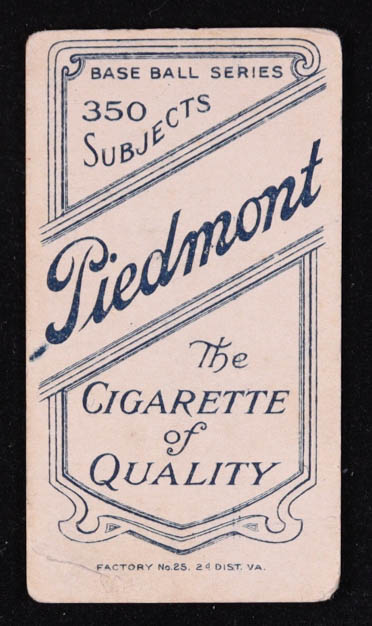 BASE BALL SERIES
350
SUBJECTS
Piedmont
The
CIGARETTE
of
QUALITY
FACTORY No. 25. 2d DIST. VA.